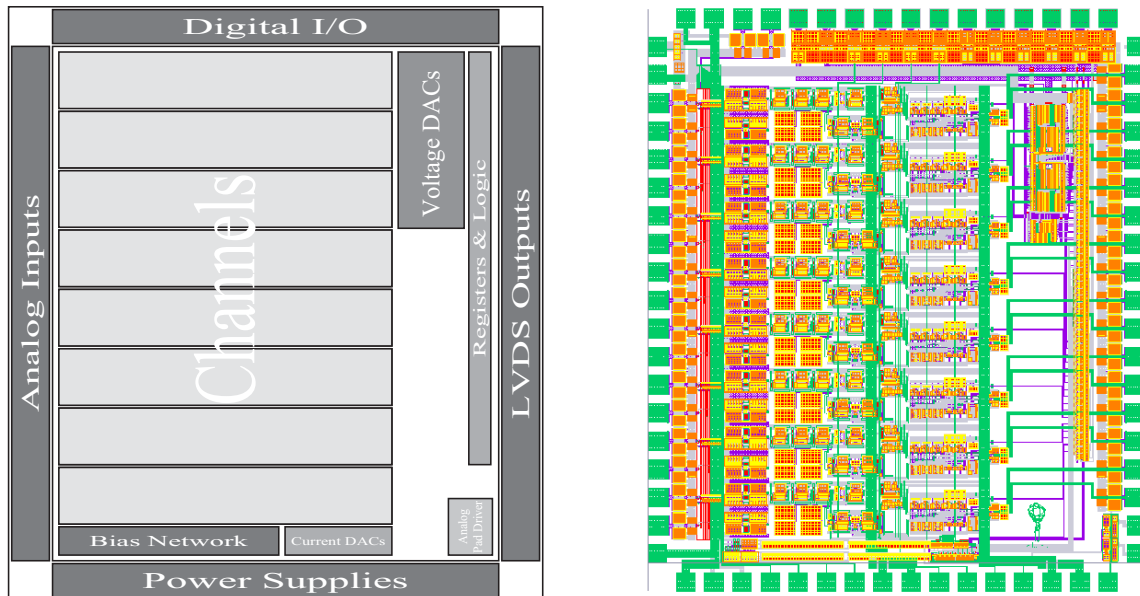 Digital I/O
Analog Inputs
Channels
Voltage DACs
Registers & Logic
LVDS Outputs
Analog
Pad Driver
Bias Network
Current DACs
Power Supplies